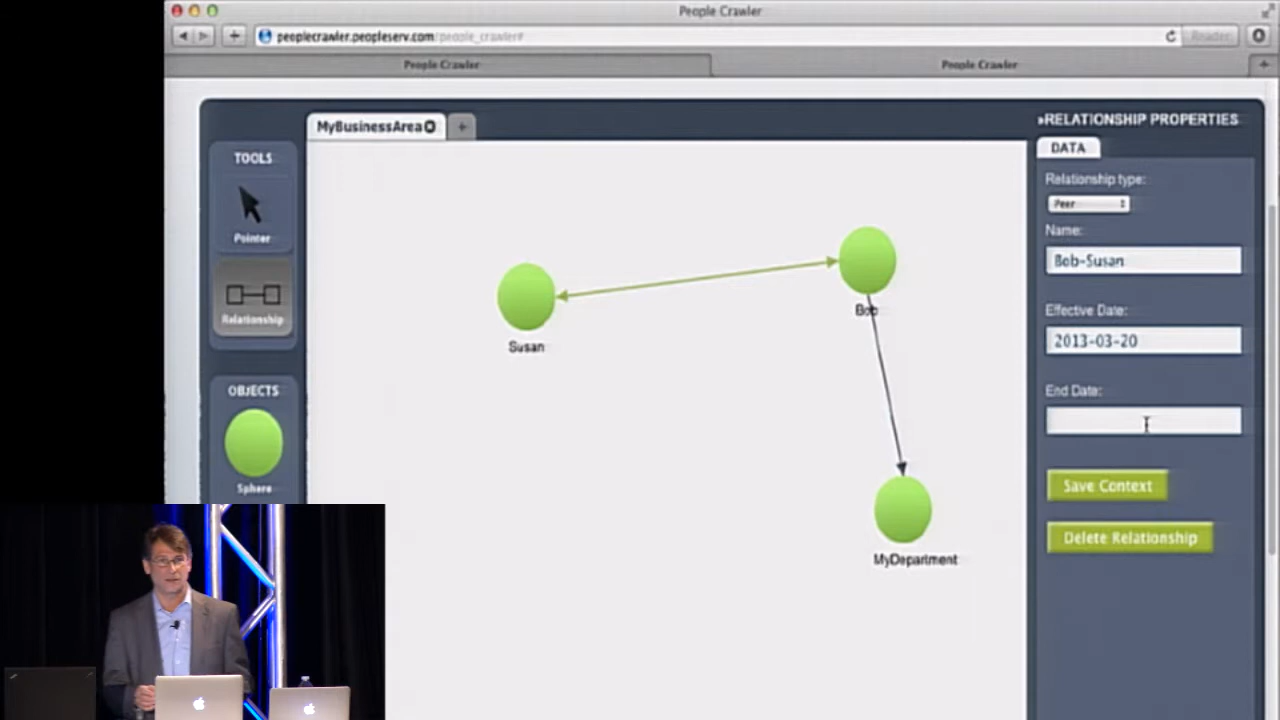 People Crawler
peoplecrawler.peopleserv.com/people_crawler#
Reader
People Crawler
People Crawler
MyBusinessArea
RELATIONSHIP PROPERTIES
DATA
TOOLS
Pointer
Relationship
OBJECTS
Sphere
Susan
Bob
MyDepartment
Relationship type:
Peer
Name:
Bob-Susan
Effective Date:
2013-03-20
End Date:
Save Context
Delete Relationship